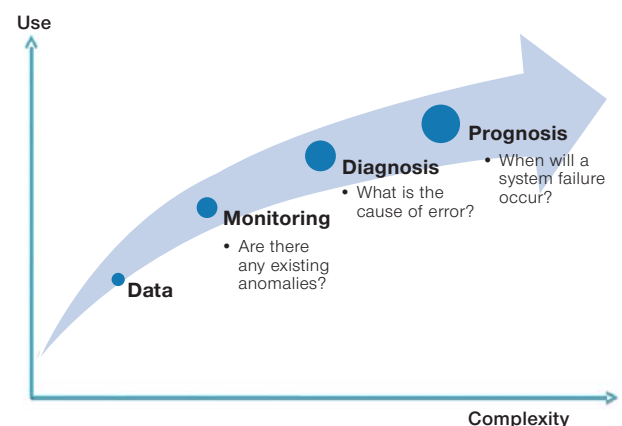 Use
Prognosis
• When will a
system failure
occur?
Diagnosis
• What is the
cause of error?
Monitoring
• Are there
any existing
anomalies?
Data
Complexity